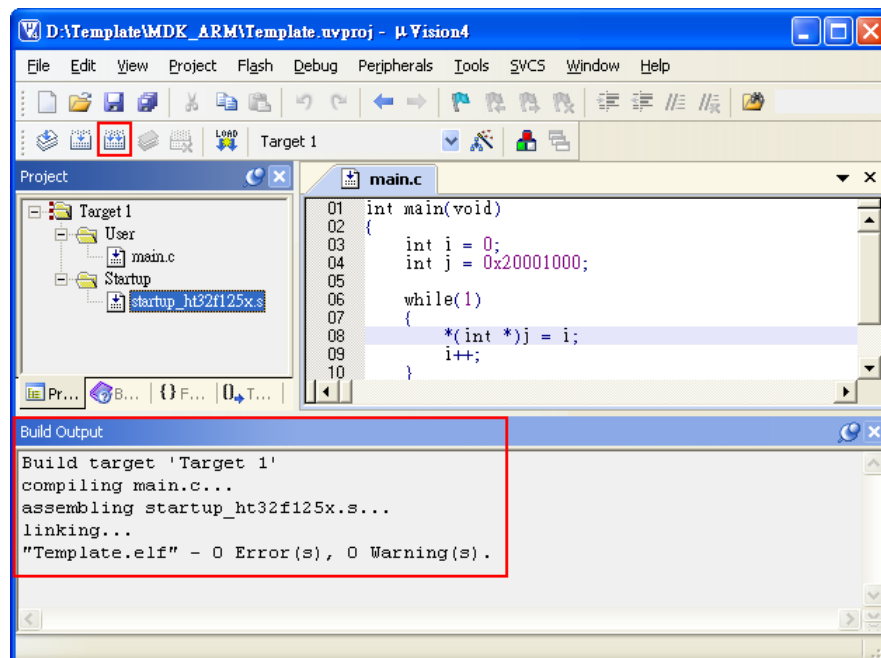 D:\Template\MDK_ARM\Template.uvproj - µVision4
File Edit View Project Flash Debug Peripherals Tools SVCS Window Help
LOAD Target 1
Project
Target 1
User
main.c
Startup
startup_ht32f125x.s
Pr... B... {} F... 0 T...
main.c
01 int main(void)
02 {
03 int i = 0;
04 int j = 0x20001000;
05
06 while(1)
07 {
08 *(int *)j = i;
09 i++;
10 }
Build Output
Build target 'Target 1'
compiling main.c...
assembling startup_ht32f125x.s...
linking...
"Template.elf" - 0 Error(s), 0 Warning(s).